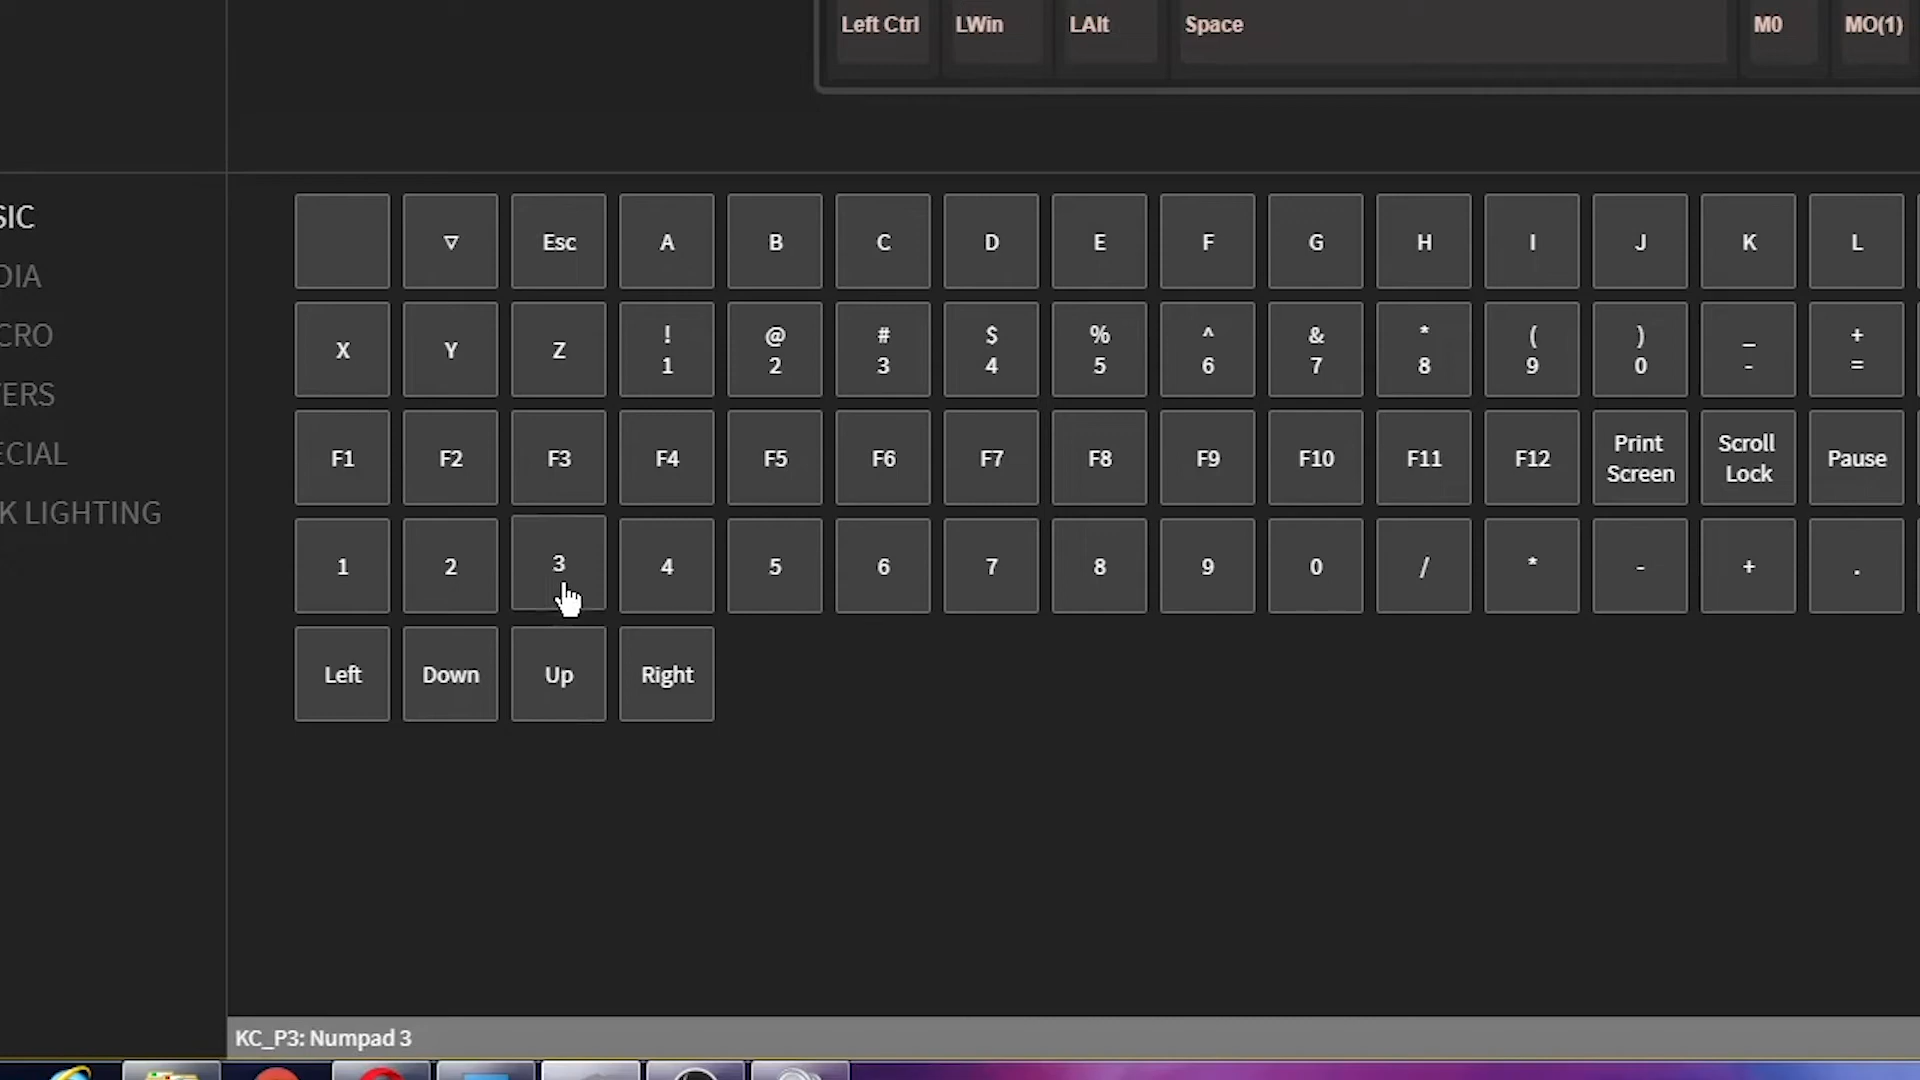 Left Ctrl LWin LAlt Space M0 MO(1)
SIC
DIA
CRO
ERS
ECIAL
K LIGHTING
▽ Esc A B C D E F G H I J K L
X Y Z ! 1 @ 2 # 3 $ 4 % 5 ^ 6 & 7 * 8 ( 9 ) 0 _ - + =
F1 F2 F3 F4 F5 F6 F7 F8 F9 F10 F11 F12 Print Screen Scroll Lock Pause
1 2 3 4 5 6 7 8 9 0 / * - + .
Left Down Up Right
KC_P3: Numpad 3